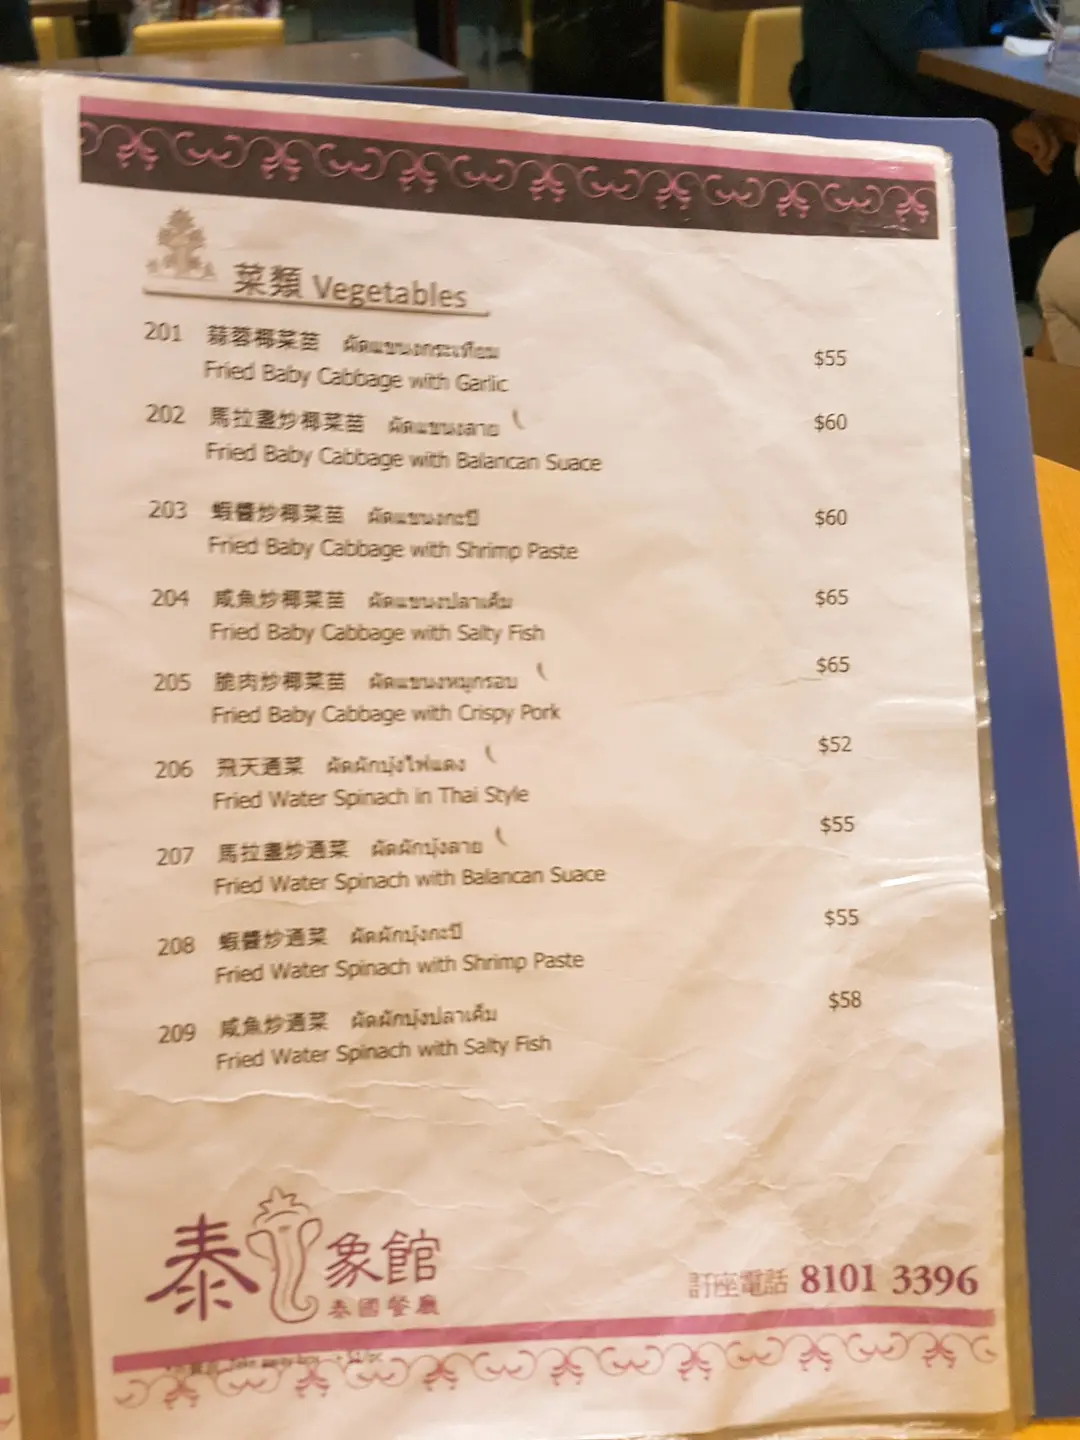 菜類 Vegetables
201 蒜蓉椰菜苗 ผัดแขนงกระเทียม $55
Fried Baby Cabbage with Garlic
202 馬拉盞炒椰菜苗 ผัดแขนงลาย $60
Fried Baby Cabbage with Balancan Suace
203 蝦醬炒椰菜苗 ผัดแขนงกะปิ $60
Fried Baby Cabbage with Shrimp Paste
204 咸魚炒椰菜苗 ผัดแขนงปลาเค็ม $65
Fried Baby Cabbage with Salty Fish
205 脆肉炒椰菜苗 ผัดแขนงหมูกรอบ $65
Fried Baby Cabbage with Crispy Pork
206 飛天通菜 ผัดผักบุ้งไฟแดง $52
Fried Water Spinach in Thai Style
207 馬拉盞炒通菜 ผัดผักบุ้งลาย $55
Fried Water Spinach with Balancan Suace
208 蝦醬炒通菜 ผัดผักบุ้งกะปิ $55
Fried Water Spinach with Shrimp Paste
209 咸魚炒通菜 ผัดผักบุ้งปลาเค็ม $58
Fried Water Spinach with Salty Fish
泰象館
泰國餐廳
訂座電話 8101 3396
Take away box